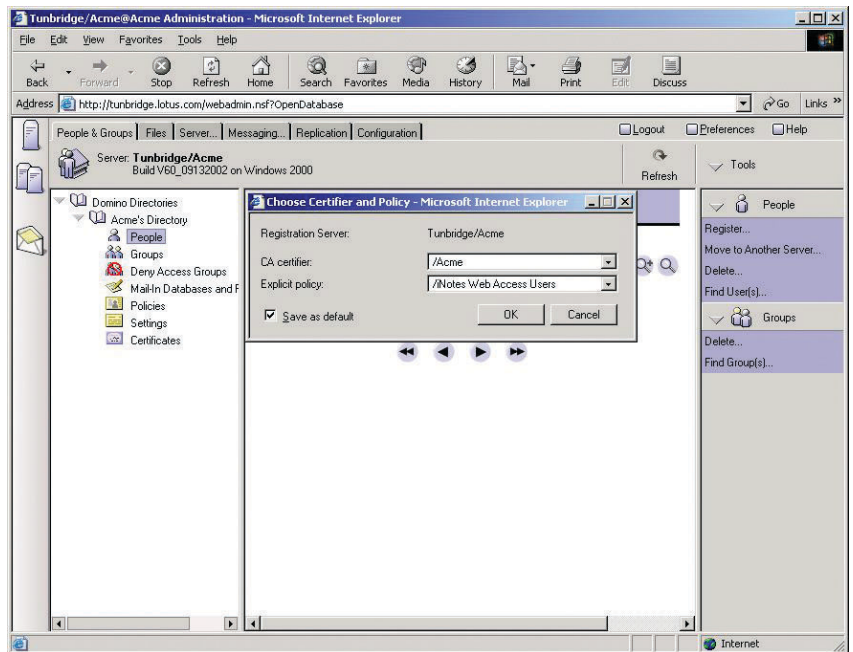 Tunbridge/Acme@Acme Administration - Microsoft Internet Explorer
File Edit View Favorites Tools Help
Back Forward Stop Refresh Home Search Favorites Media History Mail Print Edit Discuss
Address http://tunbridge.lotus.com/webadmin.nsf?OpenDatabase Go Links »
People & Groups Files Server... Messaging... Replication Configuration Logout Preferences Help
Server: Tunbridge/Acme
Build V60_09132002 on Windows 2000
Refresh
Tools
Domino Directories
Acme's Directory
People
Groups
Deny Access Groups
Mail-In Databases and F
Policies
Settings
Certificates
Choose Certifier and Policy - Microsoft Internet Explorer
Registration Server: Tunbridge/Acme
CA certifier: /Acme
Explicit policy: /iNotes Web Access Users
Save as default OK Cancel
People
Register...
Move to Another Server...
Delete...
Find User(s)...
Groups
Delete...
Find Group(s)...
Internet